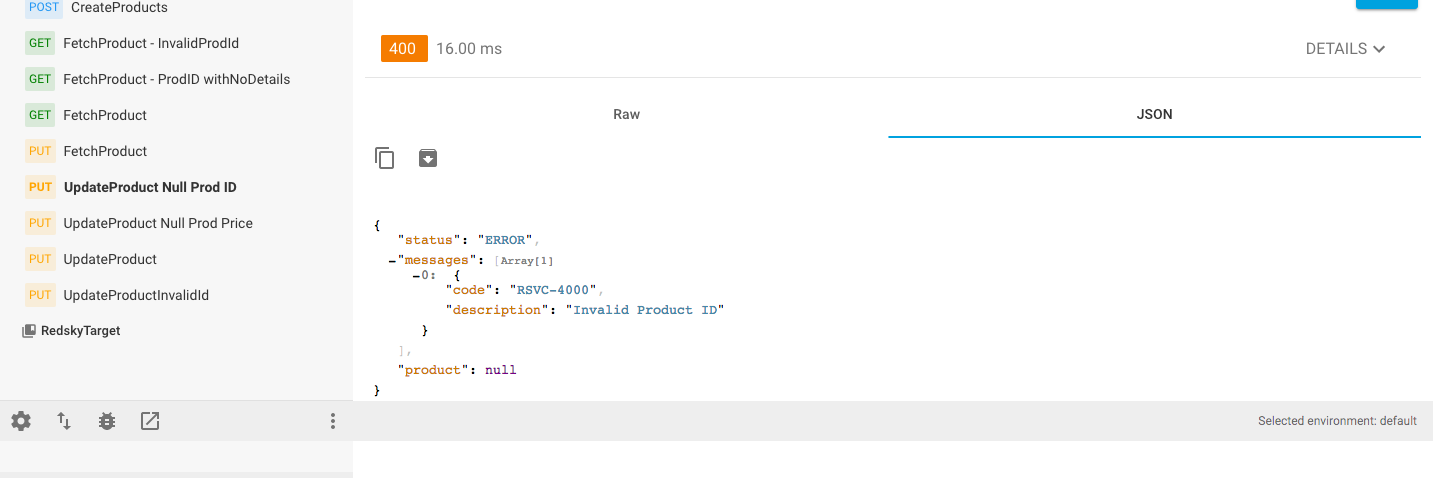 POST CreateProducts
GET FetchProduct - InvalidProdId
GET FetchProduct - ProdID withNoDetails
GET FetchProduct
PUT FetchProduct
PUT UpdateProduct Null Prod ID
PUT UpdateProduct Null Prod Price
PUT UpdateProduct
PUT UpdateProductInvalidId
RedskyTarget
400 16.00 ms DETAILS
Raw JSON
{
"status": "ERROR",
-"messages": [Array[1]
-0: {
"code": "RSVC-4000",
"description": "Invalid Product ID"
}
],
"product": null
}
Selected environment: default